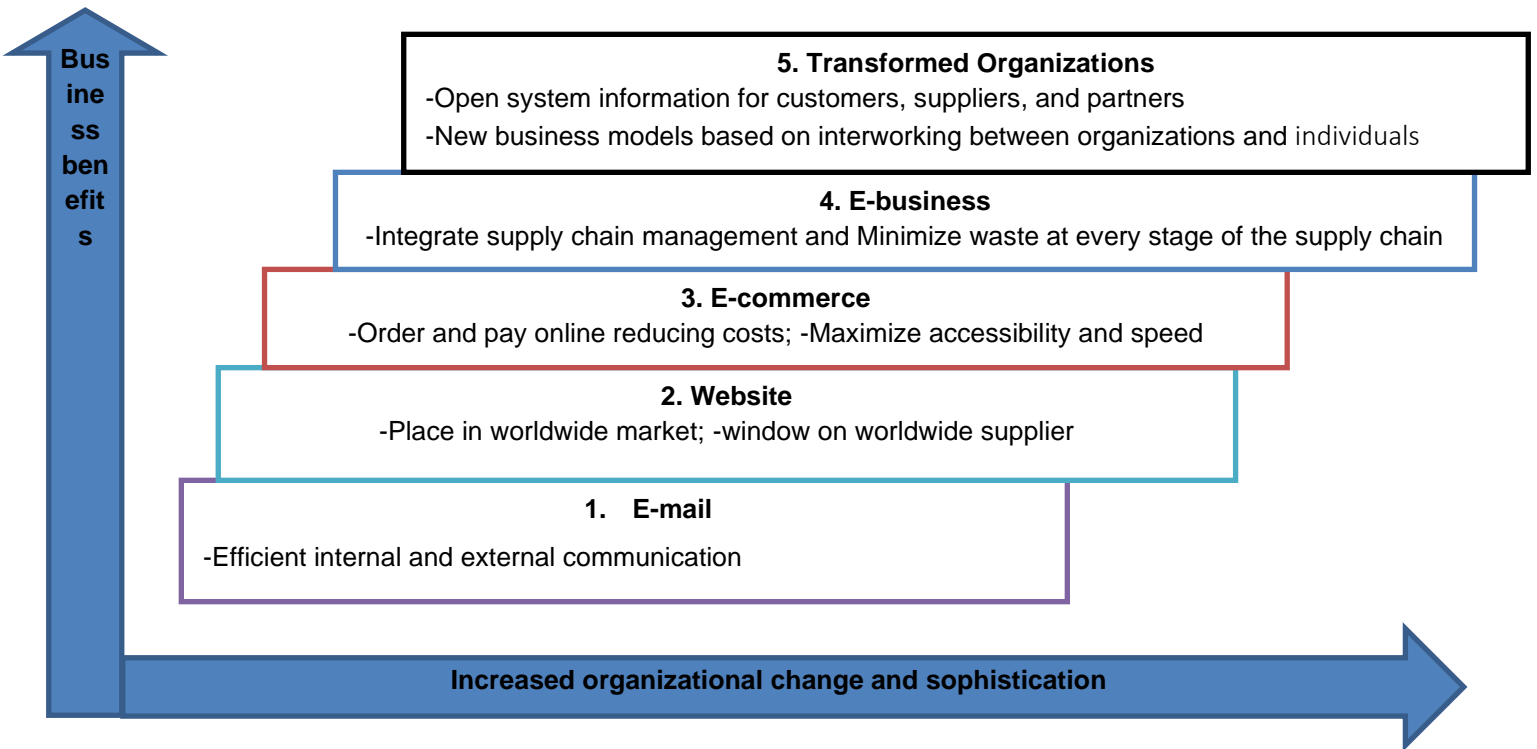 Bus
ine
ss
ben
efit
s
5. Transformed Organizations
-Open system information for customers, suppliers, and partners
-New business models based on interworking between organizations and individuals
4. E-business
-Integrate supply chain management and Minimize waste at every stage of the supply chain
3. E-commerce
-Order and pay online reducing costs; -Maximize accessibility and speed
2. Website
-Place in worldwide market; -window on worldwide supplier
1. E-mail
-Efficient internal and external communication
Increased organizational change and sophistication